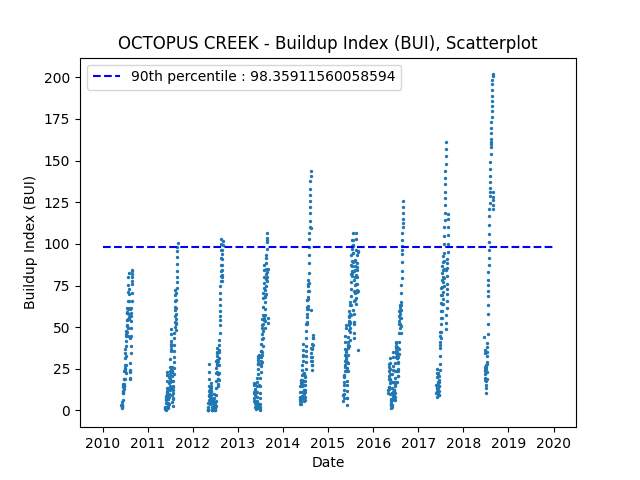 OCTOPUS CREEK - Buildup Index (BUI), Scatterplot
90th percentile : 98.35911560058594
Buildup Index (BUI)
200
175
150
125
100
75
50
25
0
2010 2011 2012 2013 2014 2015 2016 2017 2018 2019 2020
Date